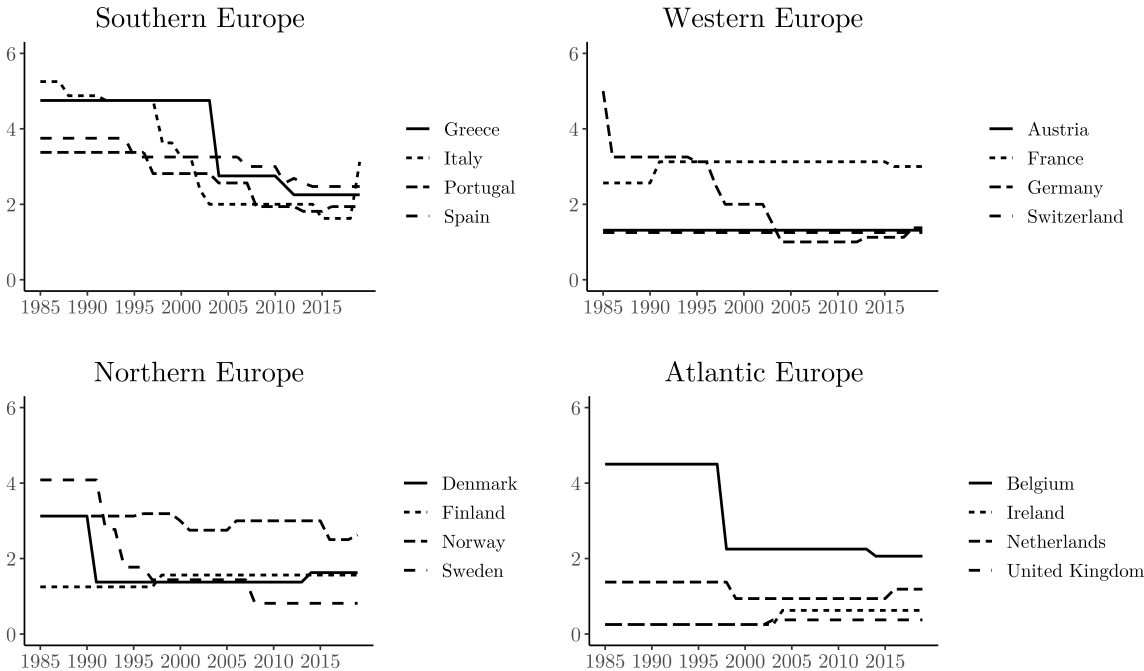 Southern Europe
6
4
2
0
1985 1990 1995 2000 2005 2010 2015
Greece
Italy
Portugal
Spain
Western Europe
6
4
2
0
1985 1990 1995 2000 2005 2010 2015
Austria
France
Germany
Switzerland
Northern Europe
6
4
2
0
1985 1990 1995 2000 2005 2010 2015
Denmark
Finland
Norway
Sweden
Atlantic Europe
6
4
2
0
1985 1990 1995 2000 2005 2010 2015
Belgium
Ireland
Netherlands
United Kingdom